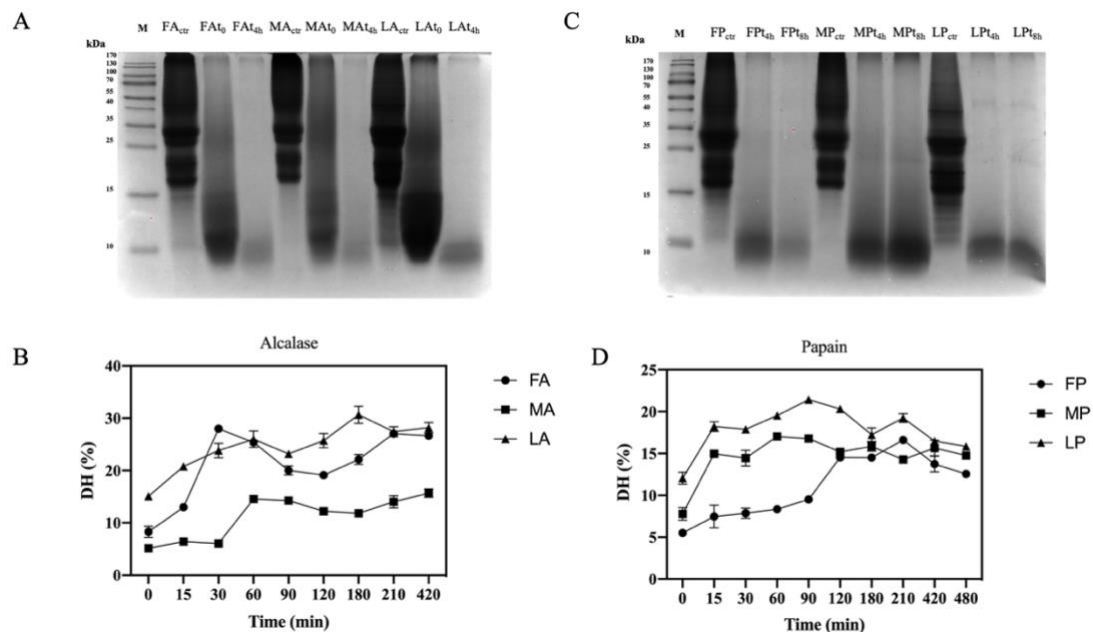 A
kDa
M FActr FAt0 FAt4h MActr MAt0 MAt4h LActr LAt0 LAt4h
170
130
100
70
55
40
35
25
15
10
C
kDa
M FPctr FPt4h FPt8h MPctr MPt4h MPt8h LPctr LPt4h LPt8h
170
130
100
70
55
40
35
25
15
10
B
Alcalase
DH (%)
40
30
20
10
0
0 15 30 60 90 120 180 210 420
Time (min)
FA
MA
LA
D
Papain
DH (%)
25
20
15
10
5
0
0 15 30 60 90 120 180 210 420 480
Time (min)
FP
MP
LP